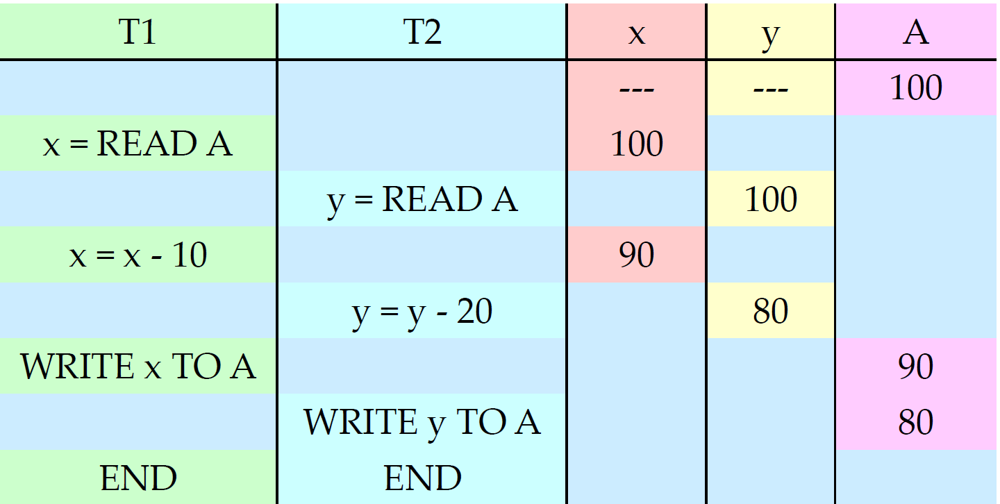 T1 T2 x y A
--- --- 100
x = READ A 100
y = READ A 100
x = x - 10 90
y = y - 20 80
WRITE x TO A 90
WRITE y TO A 80
END END